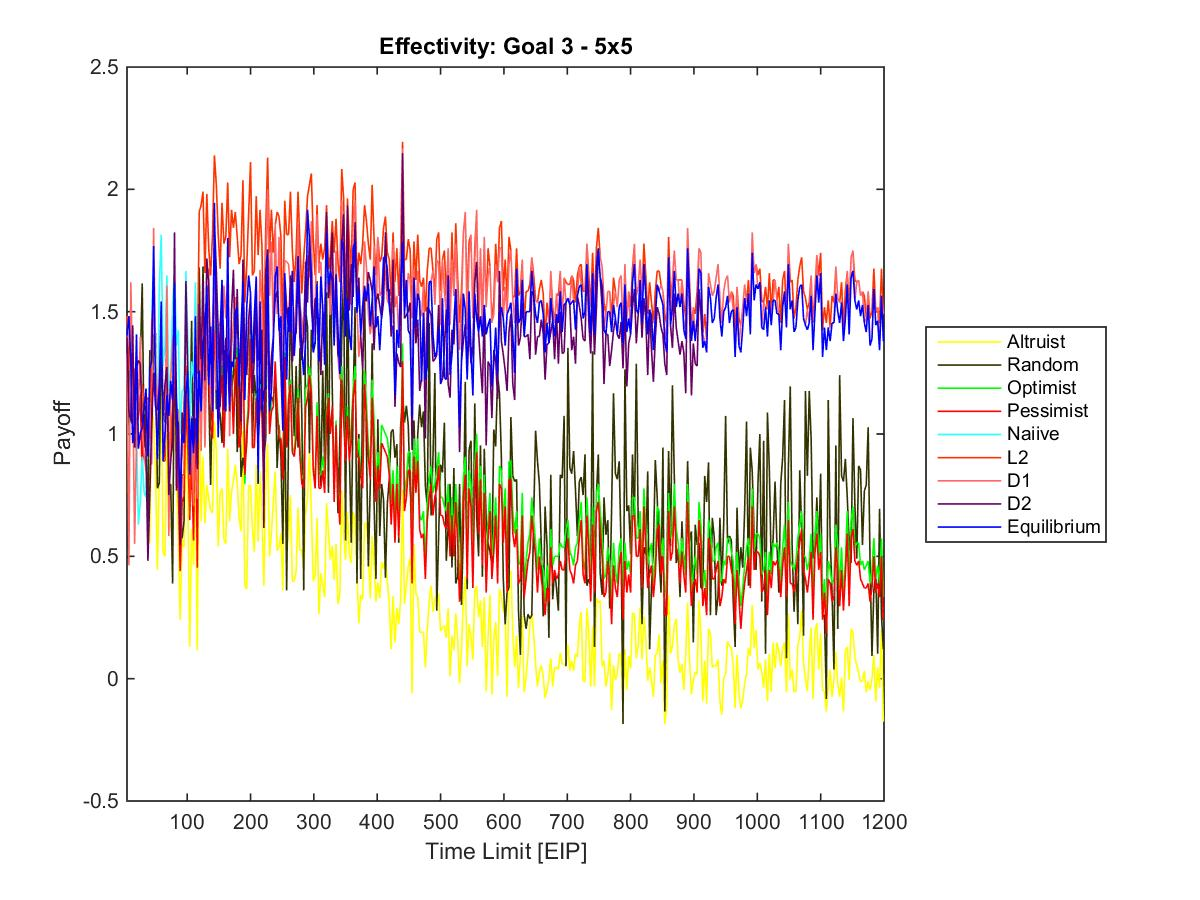 Effectivity: Goal 3 - 5x5
2.5
2
1.5
1
0.5
0
-0.5
Payoff
100 200 300 400 500 600 700 800 900 1000 1100 1200
Time Limit [EIP]
Altruist
Random
Optimist
Pessimist
Naiive
L2
D1
D2
Equilibrium